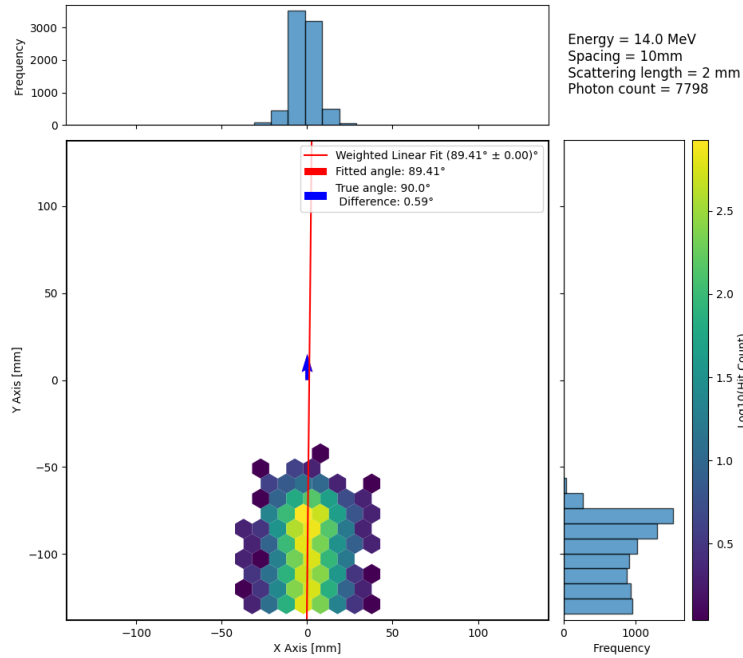 3000
2000
1000
0
Frequency
Energy = 14.0 MeV
Spacing = 10mm
Scattering length = 2 mm
Photon count = 7798
Weighted Linear Fit (89.41° ± 0.00)°
Fitted angle: 89.41°
True angle: 90.0°
Difference: 0.59°
100
50
0
−50
−100
Y Axis [mm]
−100
−50
0
50
100
X Axis [mm]
0
1000
Frequency
2.5
2.0
1.5
1.0
0.5
Log10(Hit Count)